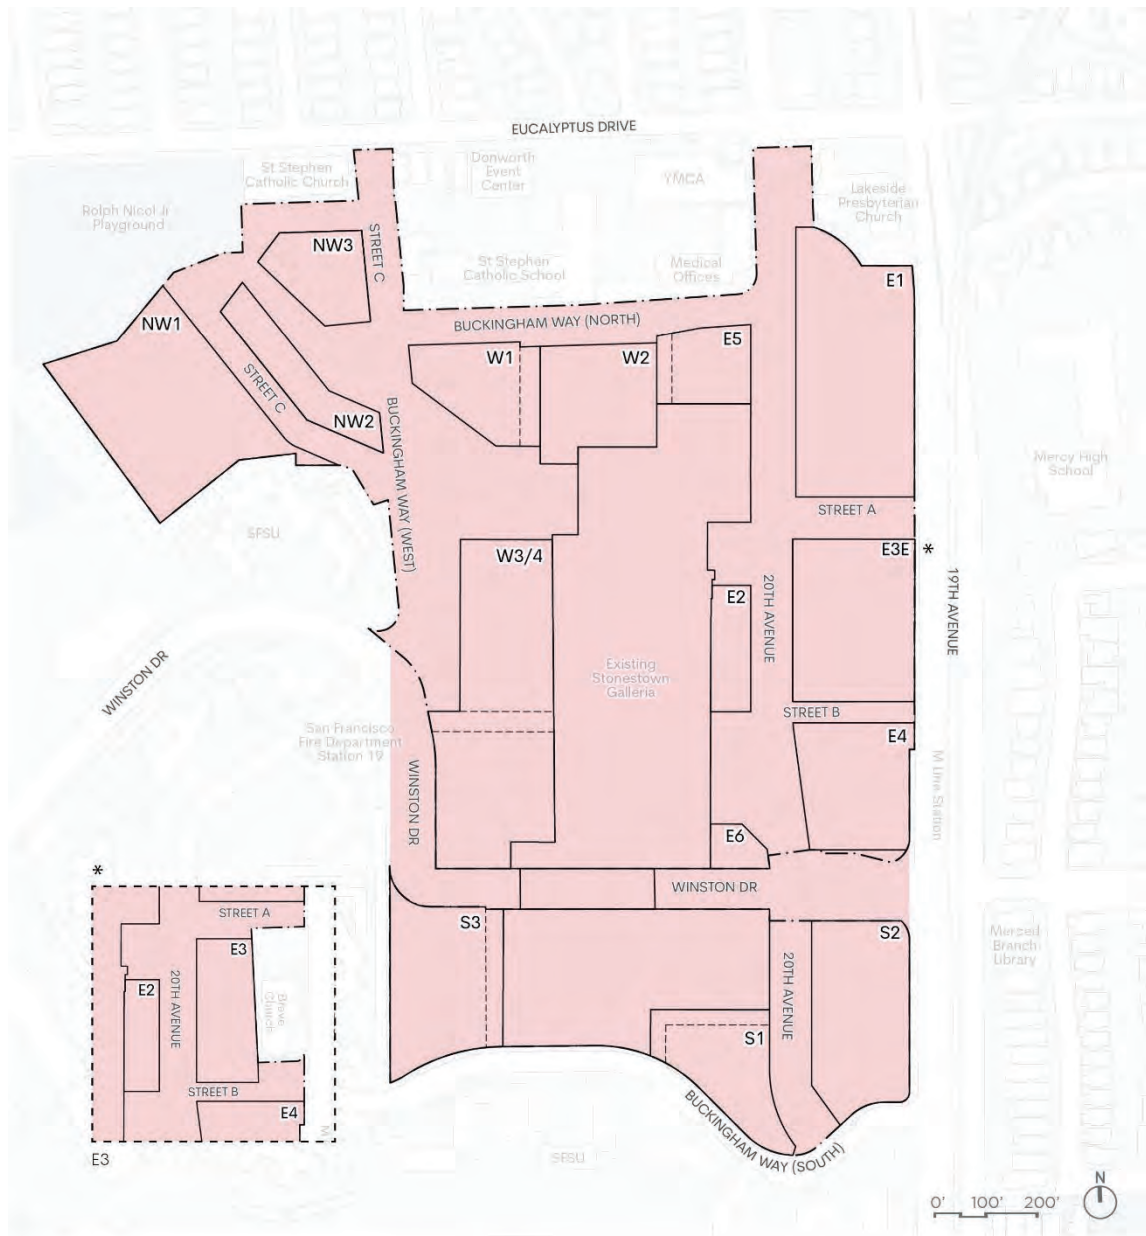 EUCALYPTUS DRIVE
St Stephen
Catholic Church
Donworth
Event
Center
YMCA
Lakeside
Presbyterian
Church
Rolph Nicol Jr
Playground
NW3
STREET C
St Stephen
Catholic School
Medical
Offices
E1
NW1
BUCKINGHAM WAY (NORTH)
W1
W2
E5
STREET C
NW2
BUCKINGHAM WAY (WEST)
Mercy High
School
STREET A
SFSU
W3/4
E3E
*
E2
20TH AVENUE
19TH AVENUE
WINSTON DR
Existing
Stonestown
Galleria
STREET B
San Francisco
Fire Department
Station 19
E4
WINSTON DR
M Line Station
E6
WINSTON DR
*
STREET A
E3
E2
20TH AVENUE
Brave
Church
STREET B
E4
M
E3
S3
S2
20TH AVENUE
Merced
Branch
Library
S1
BUCKINGHAM WAY (SOUTH)
SFSU
N
0' 100' 200'